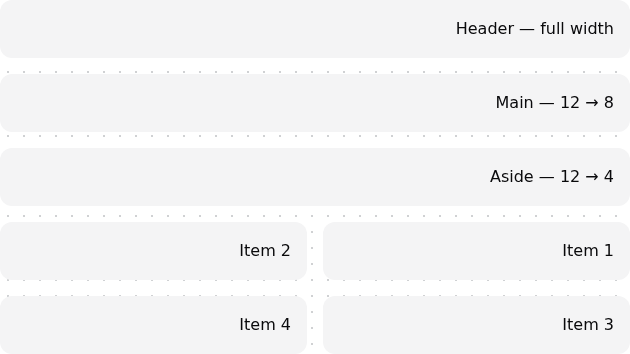 Header — full width
Main — 12 → 8
Aside — 12 → 4
Item 1
Item 2
Item 3
Item 4